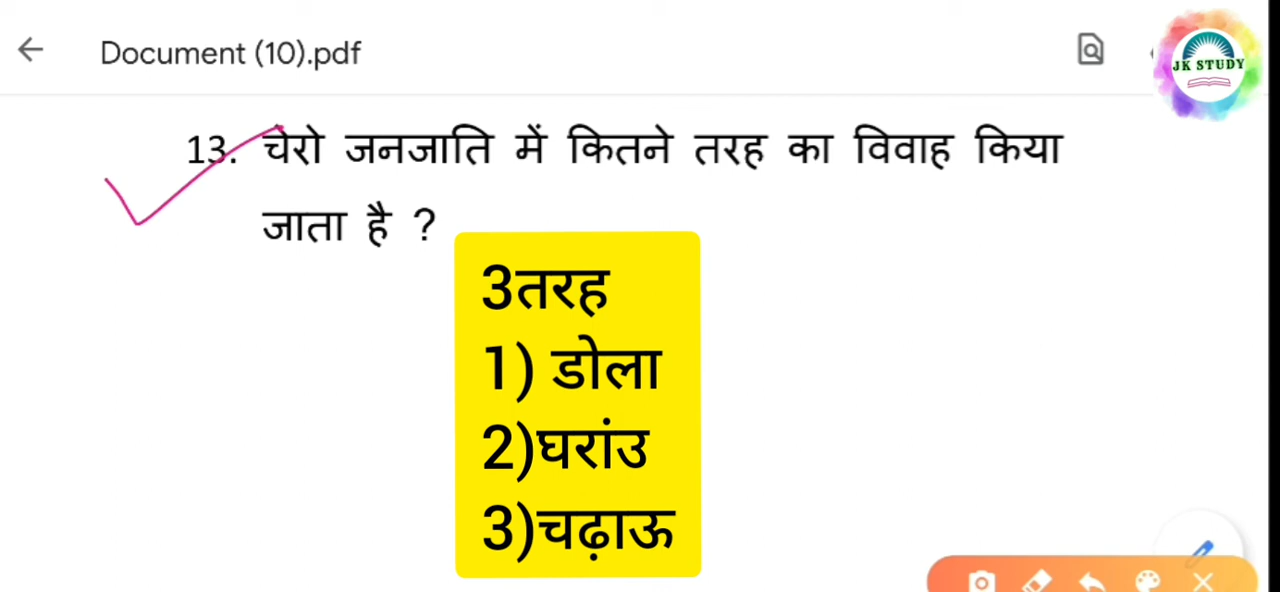 Document (10).pdf
JK STUDY
13. चेरो जनजाति में कितने तरह का विवाह किया
जाता है ?
3तरह
1) डोला
2)घरांउ
3)चढ़ाऊ